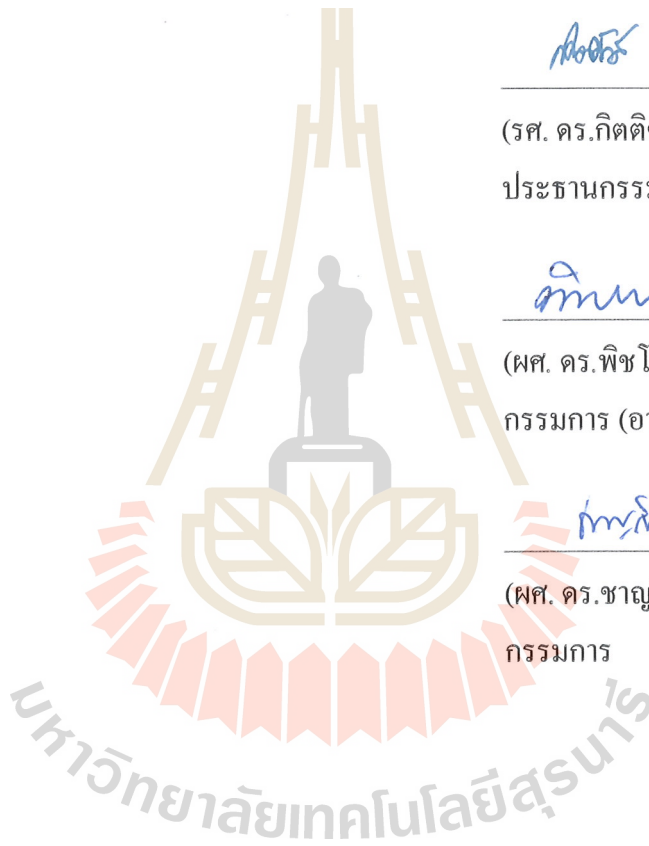 (รศ. ดร.กิตติ
ประธานกรร
(ผศ. ดร.พิชโ
กรรมการ (อา
(ผศ. ดร.ชาญ
กรรมการ
มหาวิทยาลัยเทคโนโลยีสุรนารี